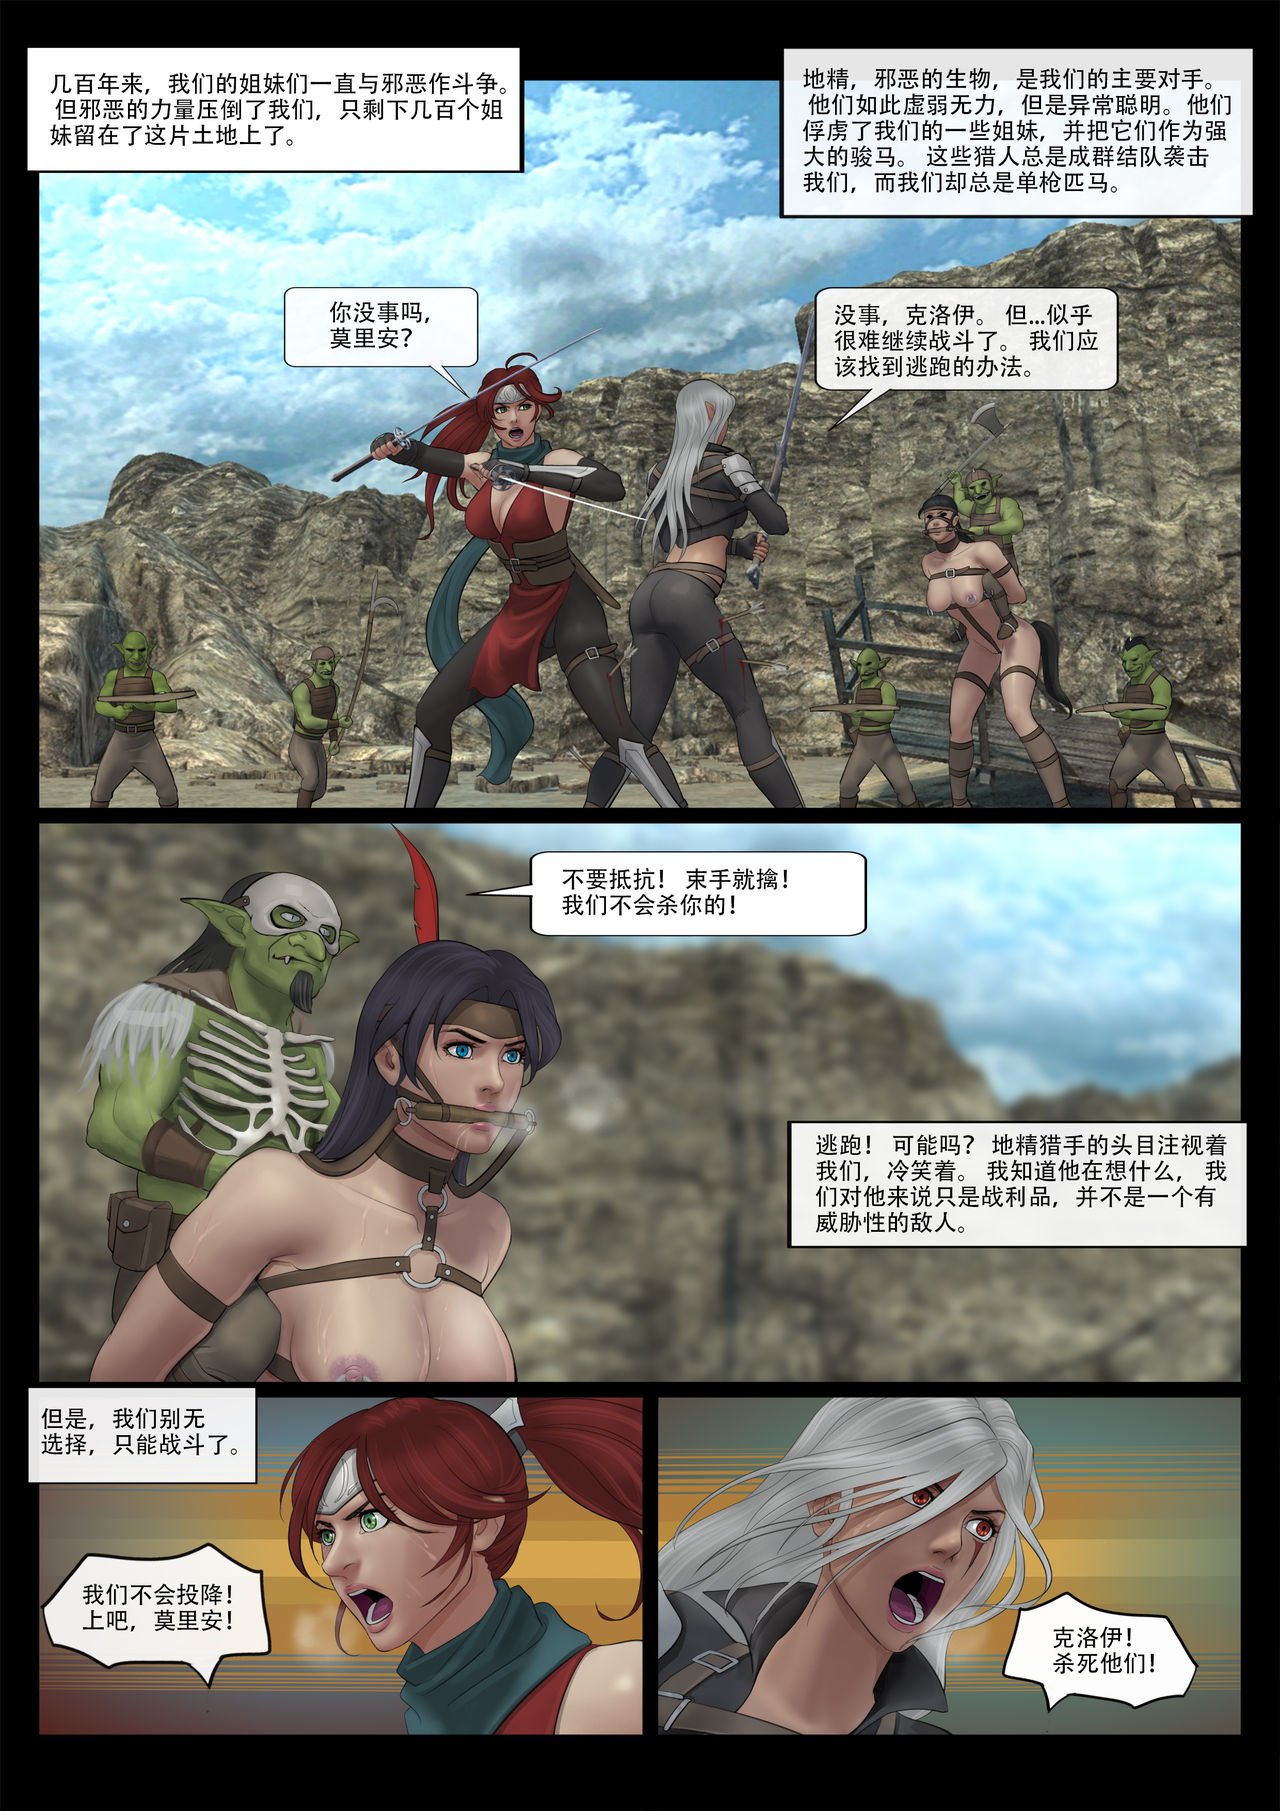 几百年来，我们的姐妹们一直与邪恶作斗争。
但邪恶的力量压倒了我们，只剩下几百个姐
妹留在了这片土地上了。
地精，邪恶的生物，是我们的主要对手。
他们如此虚弱无力，但是异常聪明。他们
俘虏了我们的一些姐妹，并把它们作为强
大的骏马。 这些猎人总是成群结队袭击
我们，而我们却总是单枪匹马。
你没事吗，
莫里安？
没事，克洛伊。 但...似乎
很难继续战斗了。 我们应
该找到逃跑的办法。
不要抵抗！ 束手就擒！
我们不会杀你的！
逃跑！ 可能吗？ 地精猎手的头目注视着
我们，冷笑着。 我知道他在想什么，我
们对他来说只是战利品，并不是一个有
威胁性的敌人。
但是，我们别无
选择，只能战斗了。
我们不会投降！
上吧，莫里安！
克洛伊！
杀死他们！